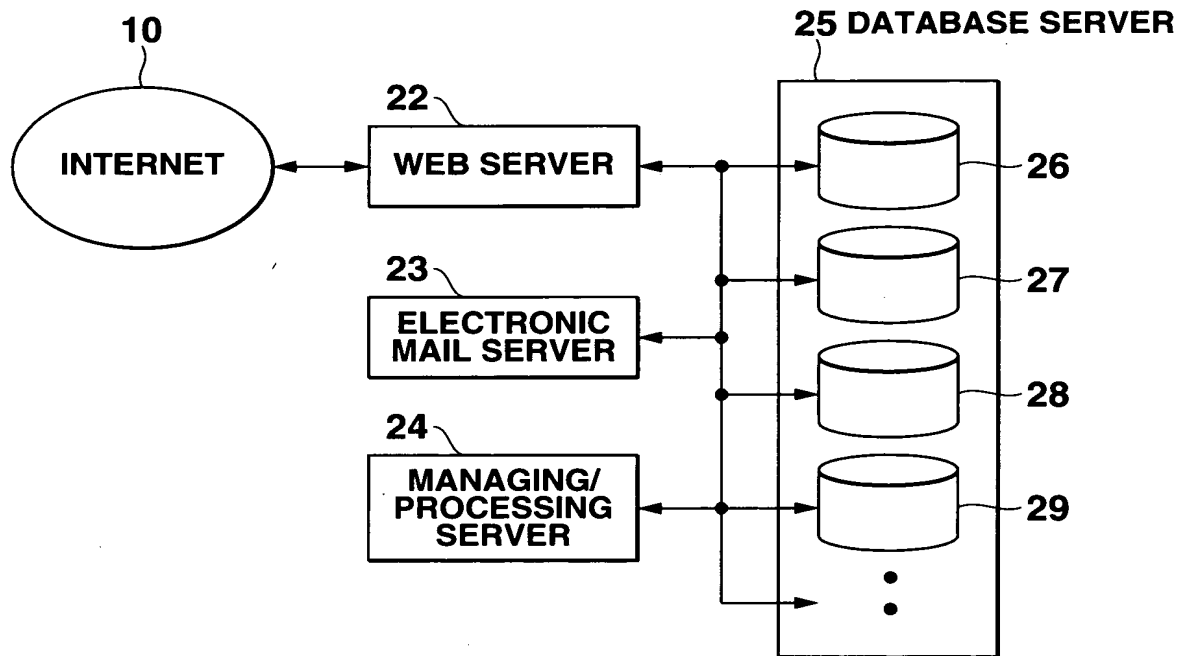 25 DATABASE SERVER
10
22
INTERNET
WEB SERVER
26
23
27
ELECTRONIC
MAIL SERVER
28
24
MANAGING/
PROCESSING
SERVER
29